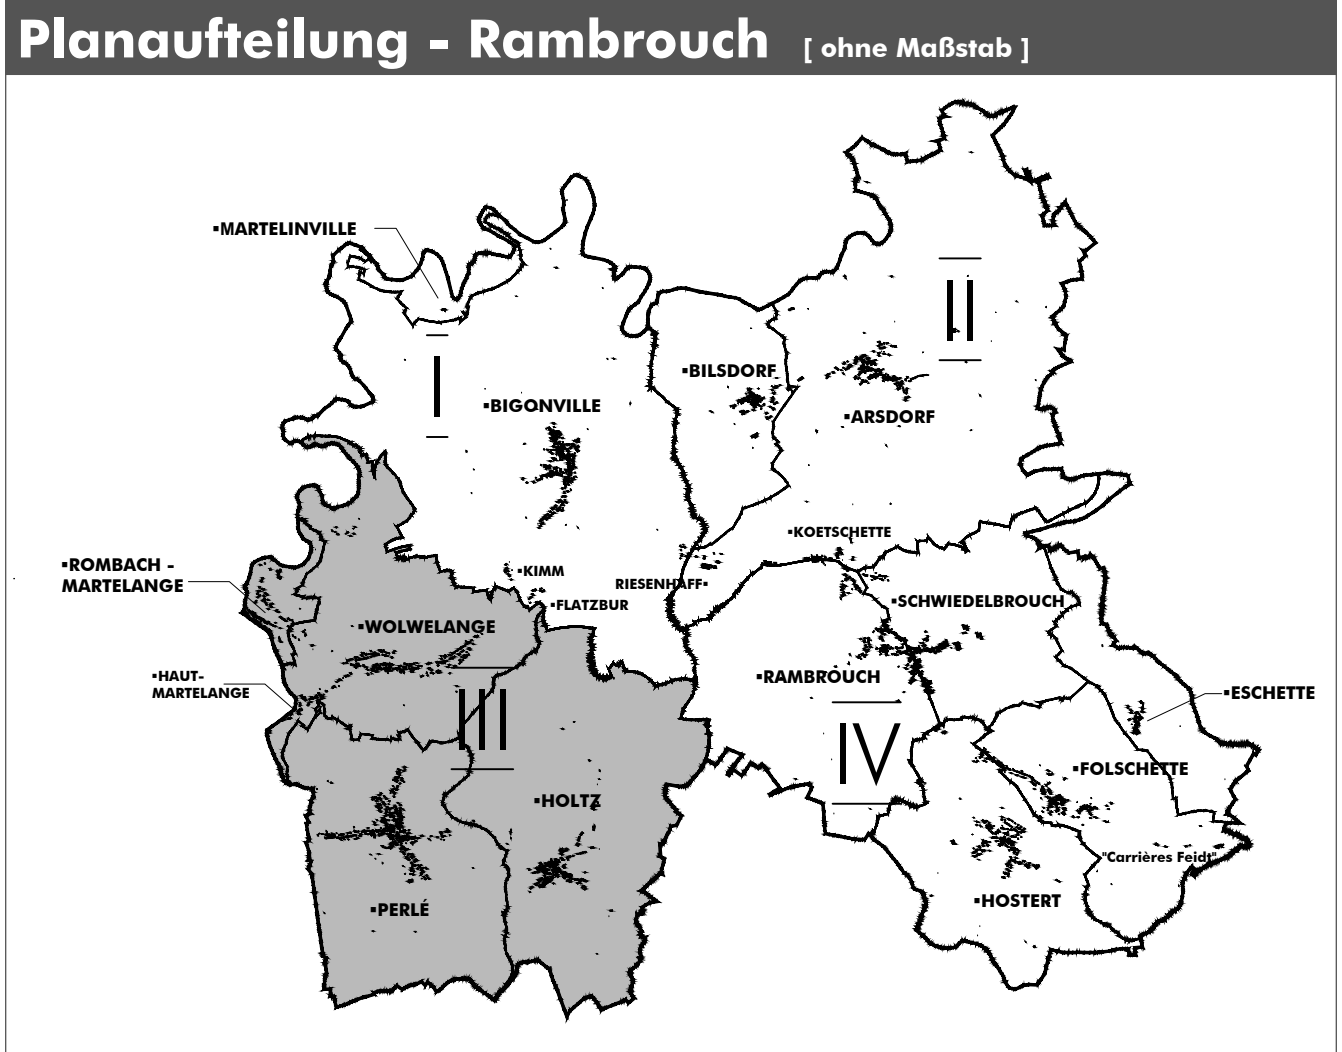 Planaufteilung - Rambrouch [ ohne Maßstab ]
▪MARTELINVILLE
II
I
▪BILSDORF
▪BIGONVILLE
▪ARSDORF
▪KOETSCHETTE
▪ROMBACH -
MARTELANGE
▪KIMM
RIESENHAFF▪
▪FLATZBUR
▪SCHWIEDELBROUCH
▪WOLWELANGE
▪HAUT-
MARTELANGE
▪RAMBROUCH
▪ESCHETTE
III
IV
▪FOLSCHETTE
▪HOLTZ
"Carrières Feidt"
▪HOSTERT
▪PERLÉ